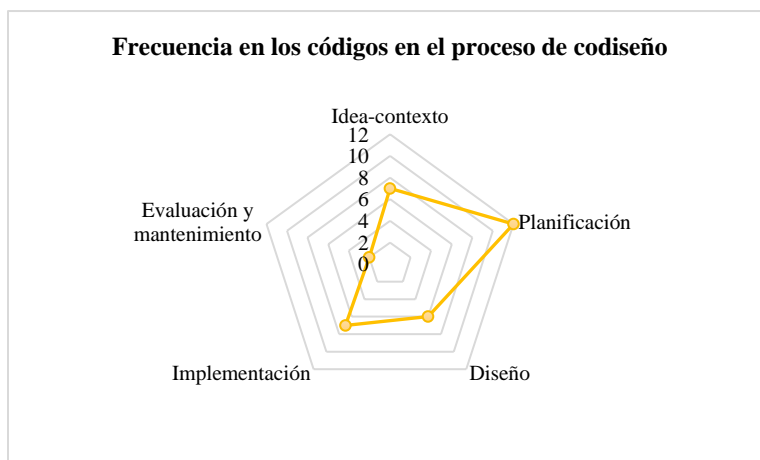 Frecuencia en los códigos en el proceso de codiseño
Idea-contexto
12
10
8
6
4
2
0
Planificación
Diseño
Implementación
Evaluación y
mantenimiento